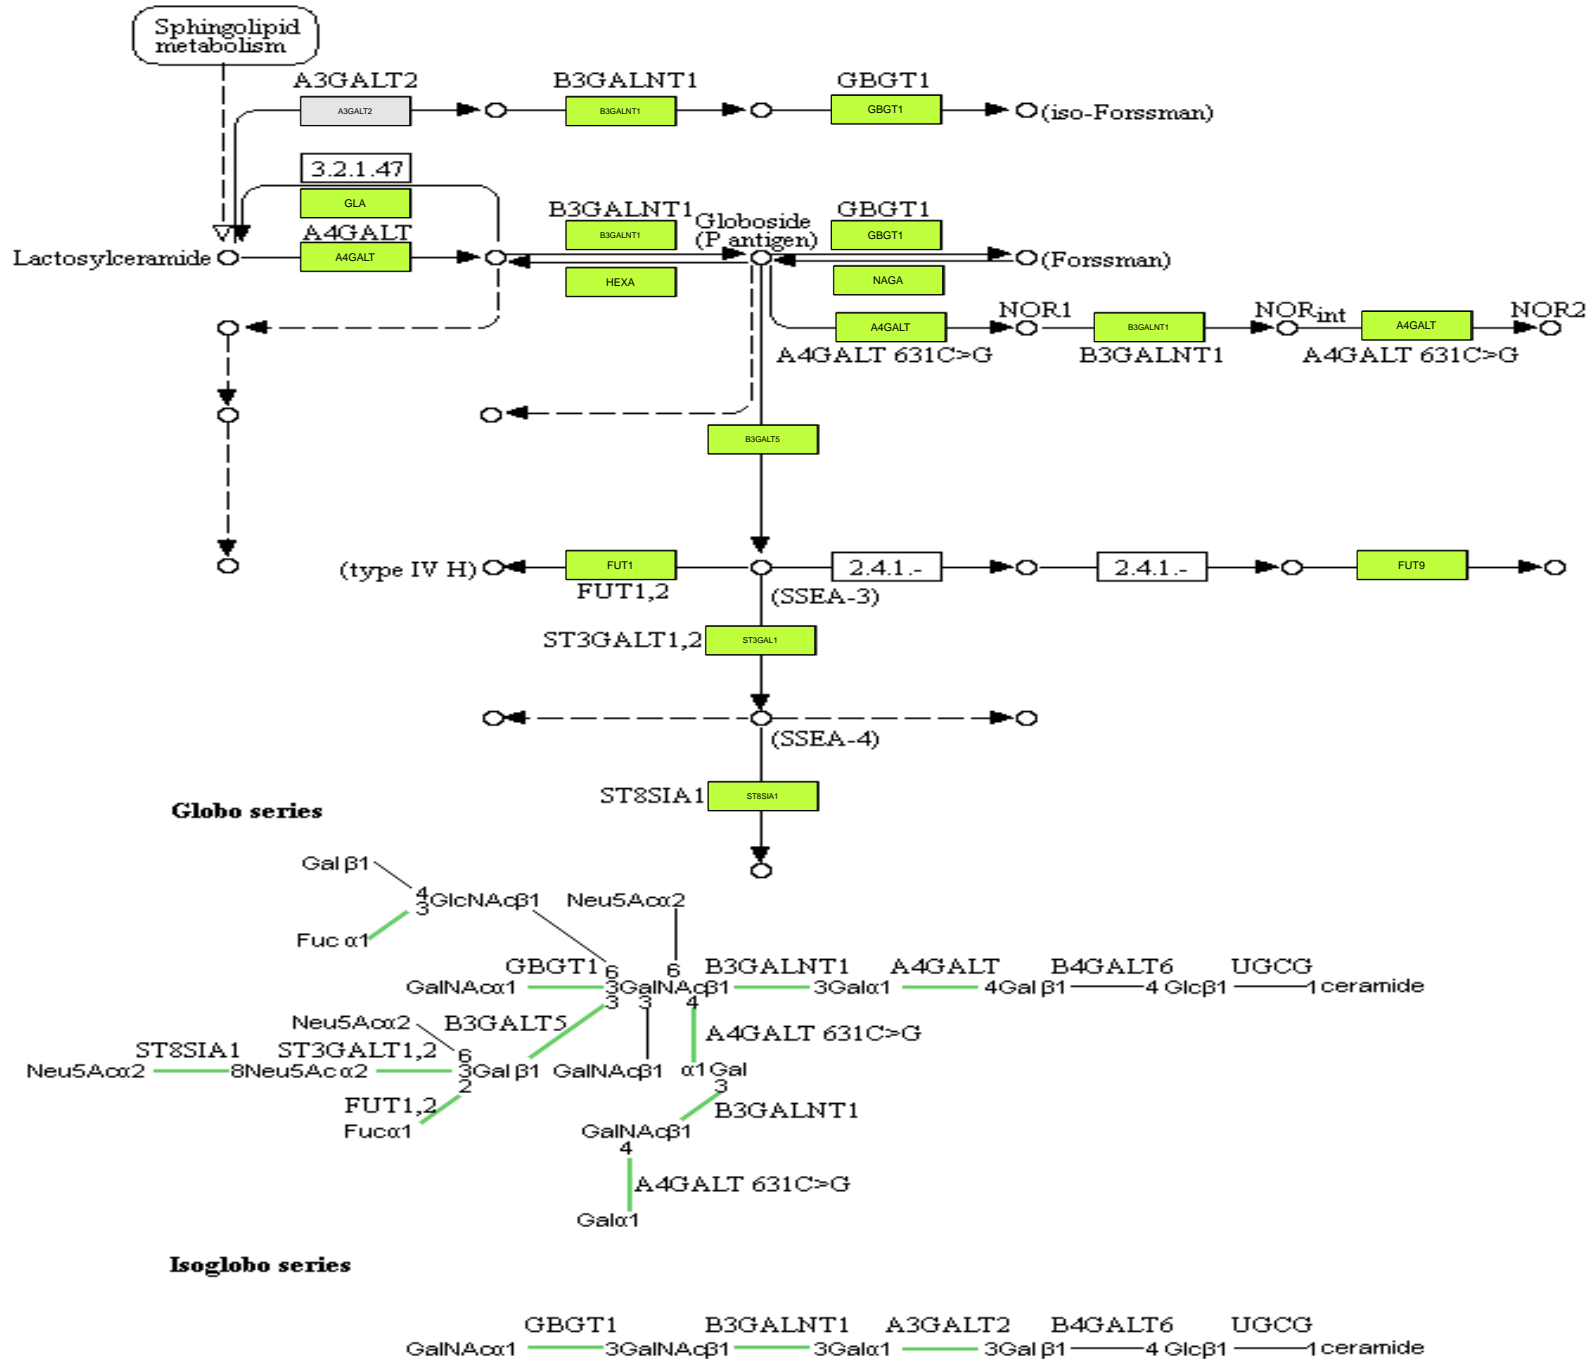 Sphingolipid
metabolism
A3GALT2 B3GALNT1 GBGT1
A3GALT2 B3GALNT1 GBGT1 (iso-Forssman)
3.2.1.47
GLA
B3GALNT1 Globoside GBGT1
A4GALT B3GALNT1 (P antigen) GBGT1
Lactosylceramide A4GALT (Forssman)
HEXA NAGA
NOR1 NORint NOR2
A4GALT B3GALNT1 A4GALT
A4GALT 631C>G B3GALNT1 A4GALT 631C>G
B3GALT5
(type IV H) FUT1 2.4.1.- 2.4.1.- FUT9
FUT1,2 (SSEA-3)
ST3GALT1,2 ST3GAL1
(SSEA-4)
ST8SIA1 ST8SIA1
Globo series
Gal β1
4
3GlcNAcβ1 Neu5Acα2
Fuc α1
GBGT1 6 6 B3GALNT1 A4GALT B4GALT6 UGCG
GalNAcα1 3GalNAcβ1 3Galα1 4Gal β1 4 Glcβ1 1ceramide
3 3 4
Neu5Acα2 B3GALT5 A4GALT 631C>G
ST8SIA1 ST3GALT1,2 6
Neu5Acα2 8Neu5Ac α2 3Gal β1 GalNAcβ1 α1 Gal
2 3
FUT1,2 B3GALNT1
Fucα1 GalNAcβ1
4
A4GALT 631C>G
Galα1
Isoglobo series
GBGT1 B3GALNT1 A3GALT2 B4GALT6 UGCG
GalNAcα1 3GalNAcβ1 3Galα1 3Gal β1 4 Glcβ1 1ceramide